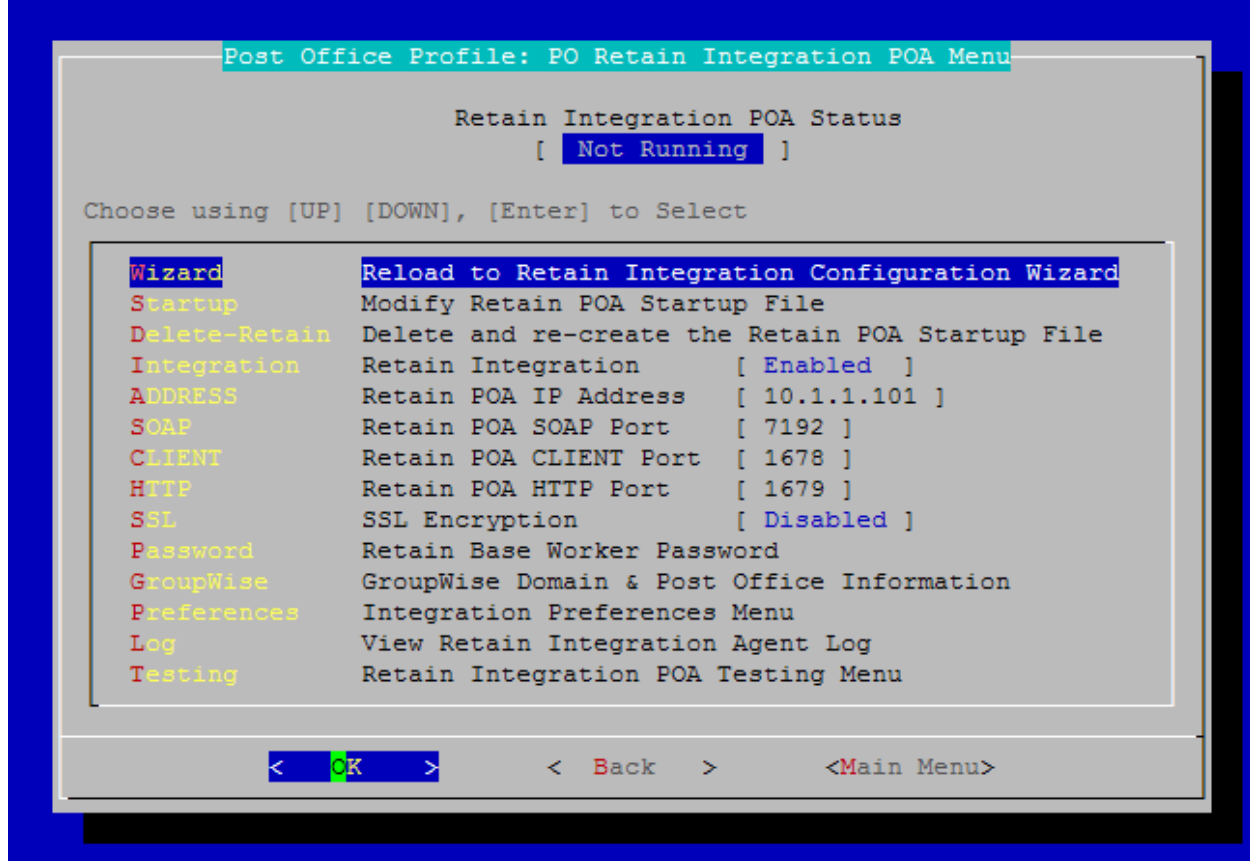 Post Office Profile: PO Retain Integration POA Menu
Retain Integration POA Status
[ Not Running ]
Choose using [UP] [DOWN], [Enter] to Select
Wizard Reload to Retain Integration Configuration Wizard
Startup Modify Retain POA Startup File
Delete-Retain Delete and re-create the Retain POA Startup File
Integration Retain Integration [ Enabled ]
ADDRESS Retain POA IP Address [ 10.1.1.101 ]
SOAP Retain POA SOAP Port [ 7192 ]
CLIENT Retain POA CLIENT Port [ 1678 ]
HTTP Retain POA HTTP Port [ 1679 ]
SSL SSL Encryption [ Disabled ]
Password Retain Base Worker Password
GroupWise GroupWise Domain & Post Office Information
Preferences Integration Preferences Menu
Log View Retain Integration Agent Log
Testing Retain Integration POA Testing Menu
< OK > < Back > <Main Menu>